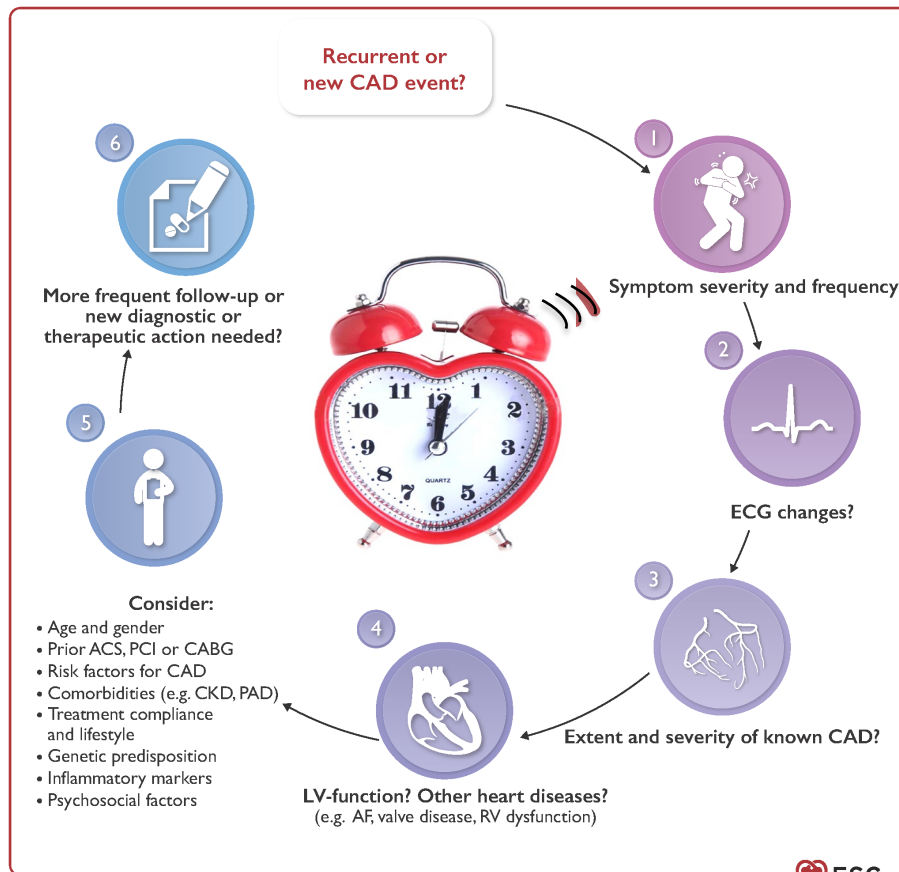 Recurrent or
new CAD event?
1
Symptom severity and frequency
2
ECG changes?
3
Extent and severity of known CAD?
4
LV-function? Other heart diseases?
(e.g. AF, valve disease, RV dysfunction)
5
Consider:
• Age and gender
• Prior ACS, PCI or CABG
• Risk factors for CAD
• Comorbidities (e.g. CKD, PAD)
• Treatment compliance
and lifestyle
• Genetic predisposition
• Inflammatory markers
• Psychosocial factors
6
More frequent follow-up or
new diagnostic or
therapeutic action needed?
12
1
2
3
4
5
6
7
8
9
10
11
QUARTZ